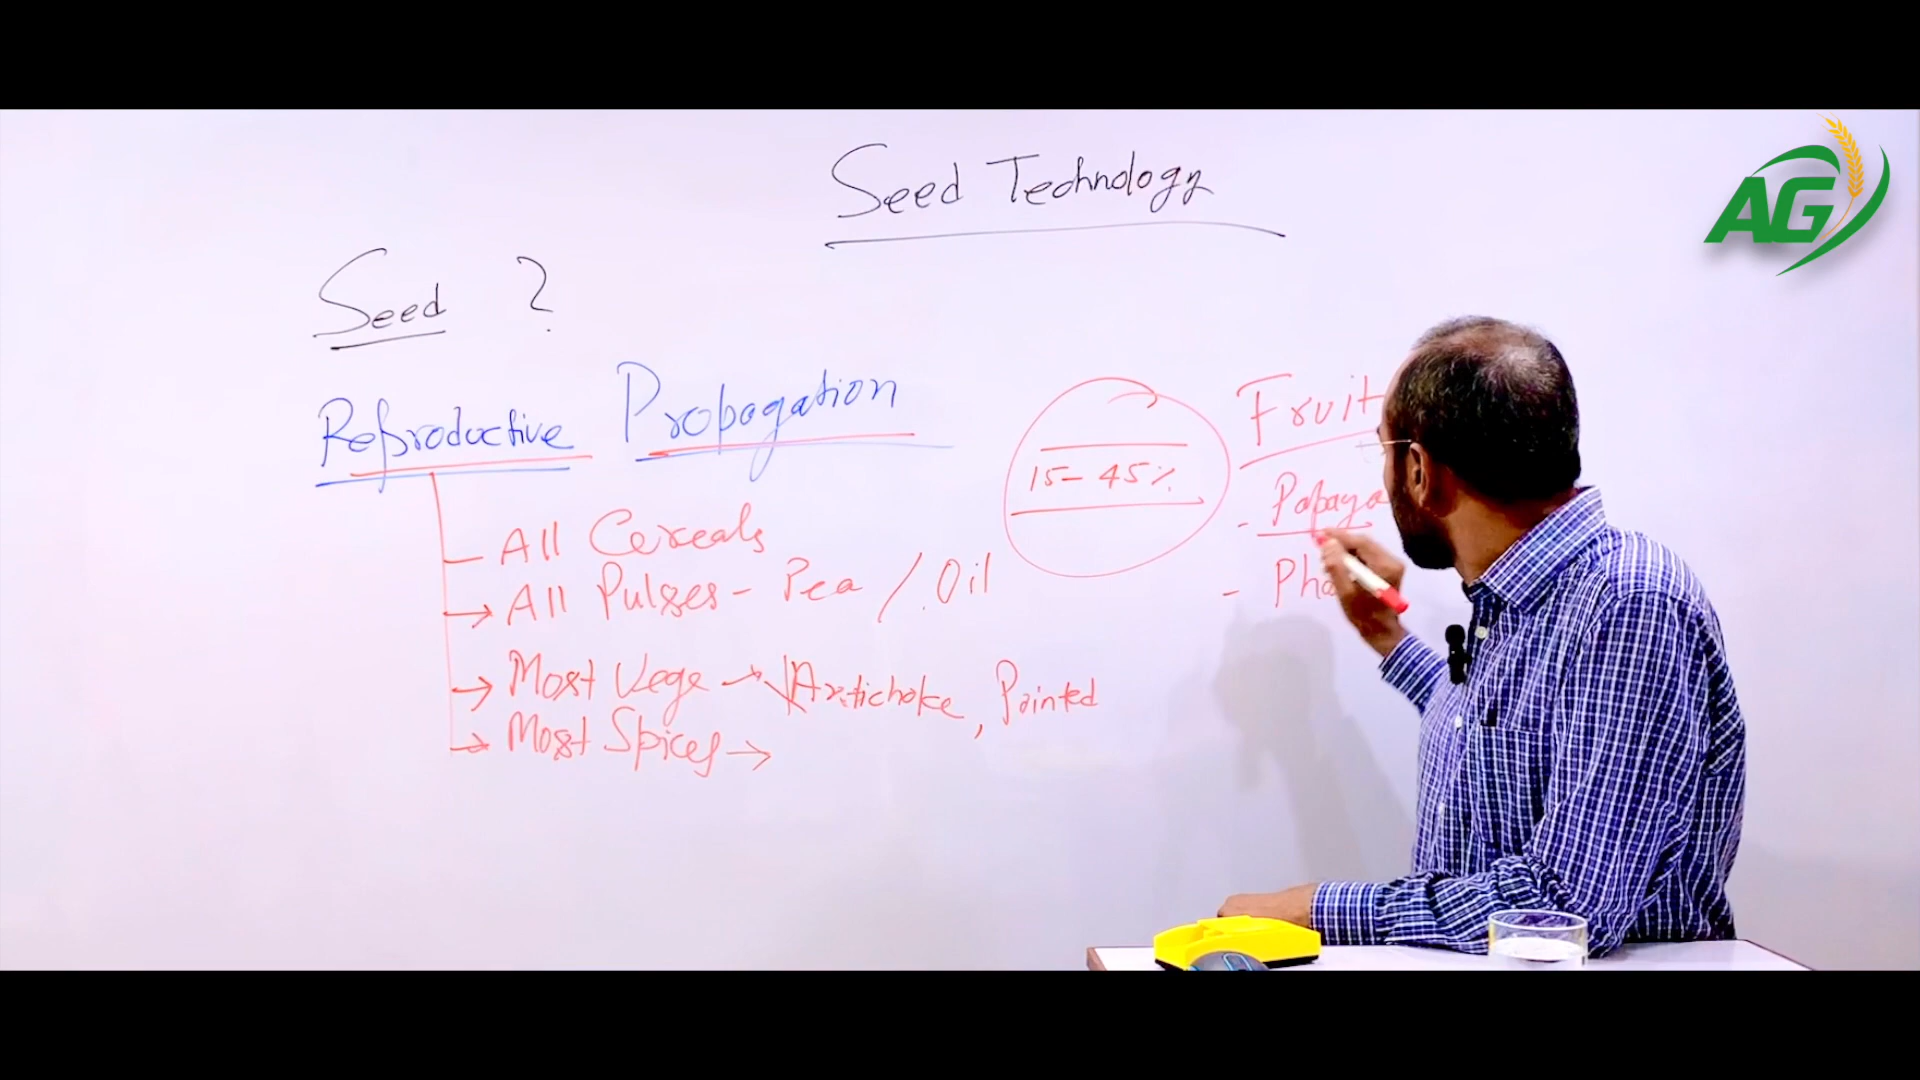 Seed Technology
AG
Seed ?
Reproductive Propagation
15-45%
Fruit
- Papaya
- Pha
- All Cereals
→ All Pulses - Pea / Oil
→ Most Vege → Artichoke, Pointed
→ Most Spices →